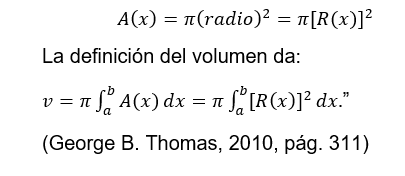 A(x) = π(radio)² = π[R(x)]²
La definición del volumen da:
v = π ∫ₐᵇ A(x) dx = π ∫ₐᵇ [R(x)]² dx.”
(George B. Thomas, 2010, pág. 311)